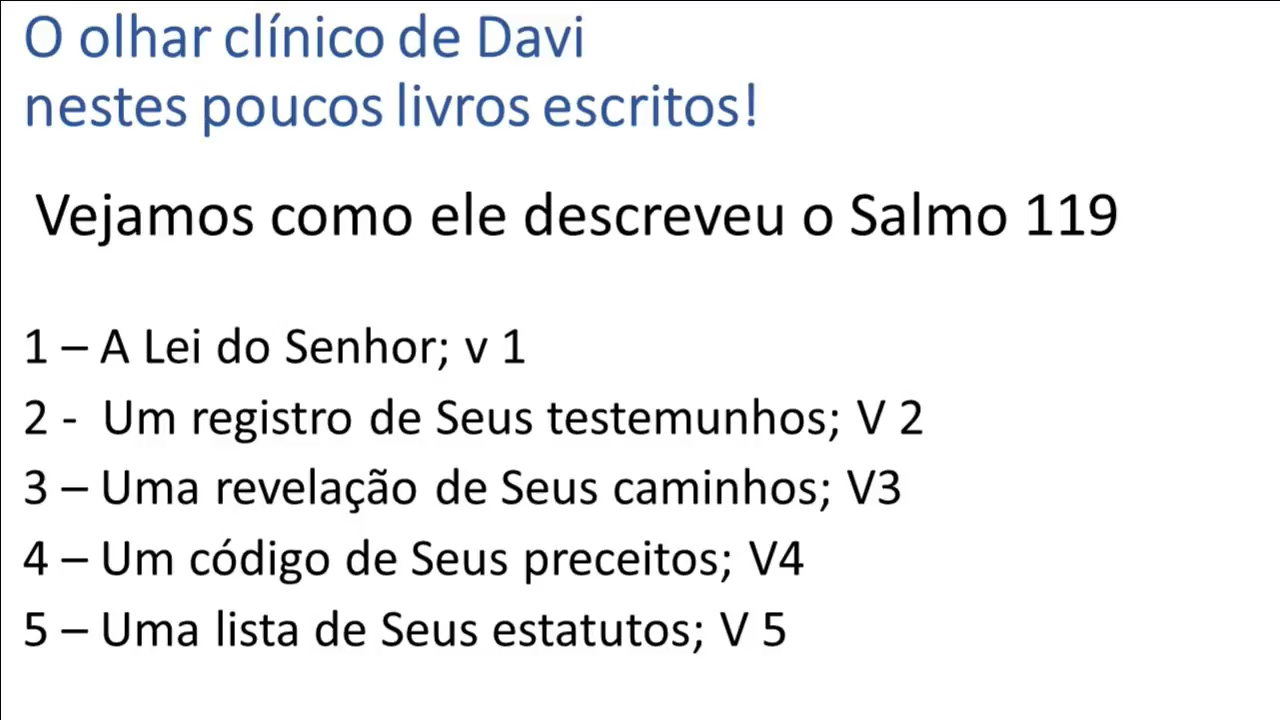 O olhar clínico de Davi
nestes poucos livros escritos!
Vejamos como ele descreveu o Salmo 119
1 – A Lei do Senhor; v 1
2 - Um registro de Seus testemunhos; V 2
3 – Uma revelação de Seus caminhos; V3
4 – Um código de Seus preceitos; V4
5 – Uma lista de Seus estatutos; V 5